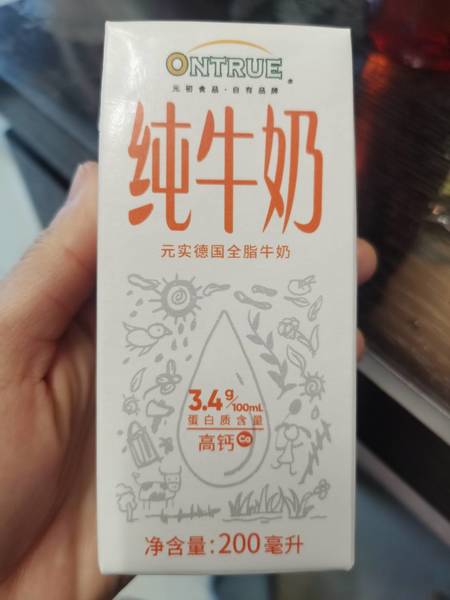 ONTRUE
元初食品·自有品牌
纯牛奶
元实德国全脂牛奶
3.4g/100mL
蛋白质含量
高钙Ca
净含量:200毫升